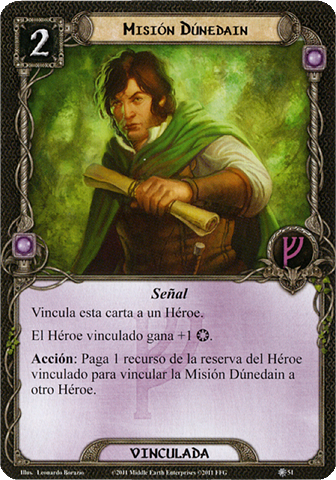 2
Misión Dúnedain
Señal
Vincula esta carta a un Héroe.
El Héroe vinculado gana +1.
Acción: Paga 1 recurso de la reserva del Héroe
vinculado para vincular la Misión Dúnedain a
otro Héroe.
VINCULADA
Illus. Leonardo Borazio ©2011 Middle Earth Enterprises ©2011 FFG 51